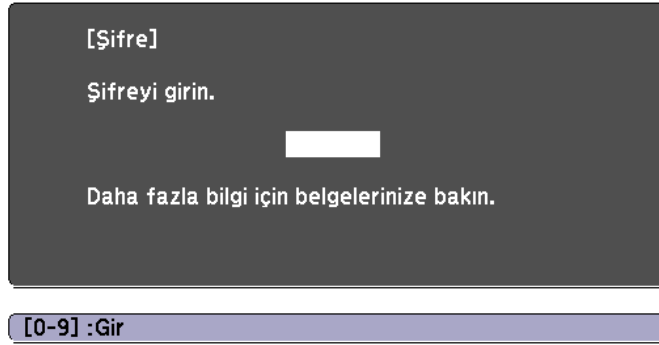 [Şifre]
Şifreyi girin.
Daha fazla bilgi için belgelerinize bakın.
[0-9] :Gir